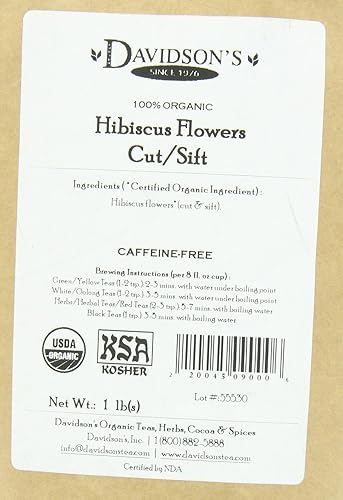 DAVIDSON'S
SINCE 1976
100% ORGANIC
Hibiscus Flowers
Cut/Sift
Ingredients (*Certified Organic Ingredient):
Hibiscus flowers*(cut & sift).
CAFFEINE-FREE
Brewing Instructions (per 8 fl. oz cup):
Green/Yellow Teas (1-2 tsp.) 2-3 mins. with water under boiling point
White/Oolong Teas (1-2 tsp.) 3-5 mins. with water under boiling point
Herbs/Herbal Teas/Red Teas (2-3 tsp.) 5-7 mins. with boiling water
Black Teas (1 tsp.) 3-5 mins. with boiling water
USDA
ORGANIC
KSA
KOSHER
2 20045 09000 6
Lot #:55530
Net Wt.: 1 lb(s)
Davidson's Organic Teas, Herbs, Cocoa & Spices
Davidson's, Inc. | 1(800)882-5888
info@davidsonstea.com | www.davidsonstea.com
Certified by NDA